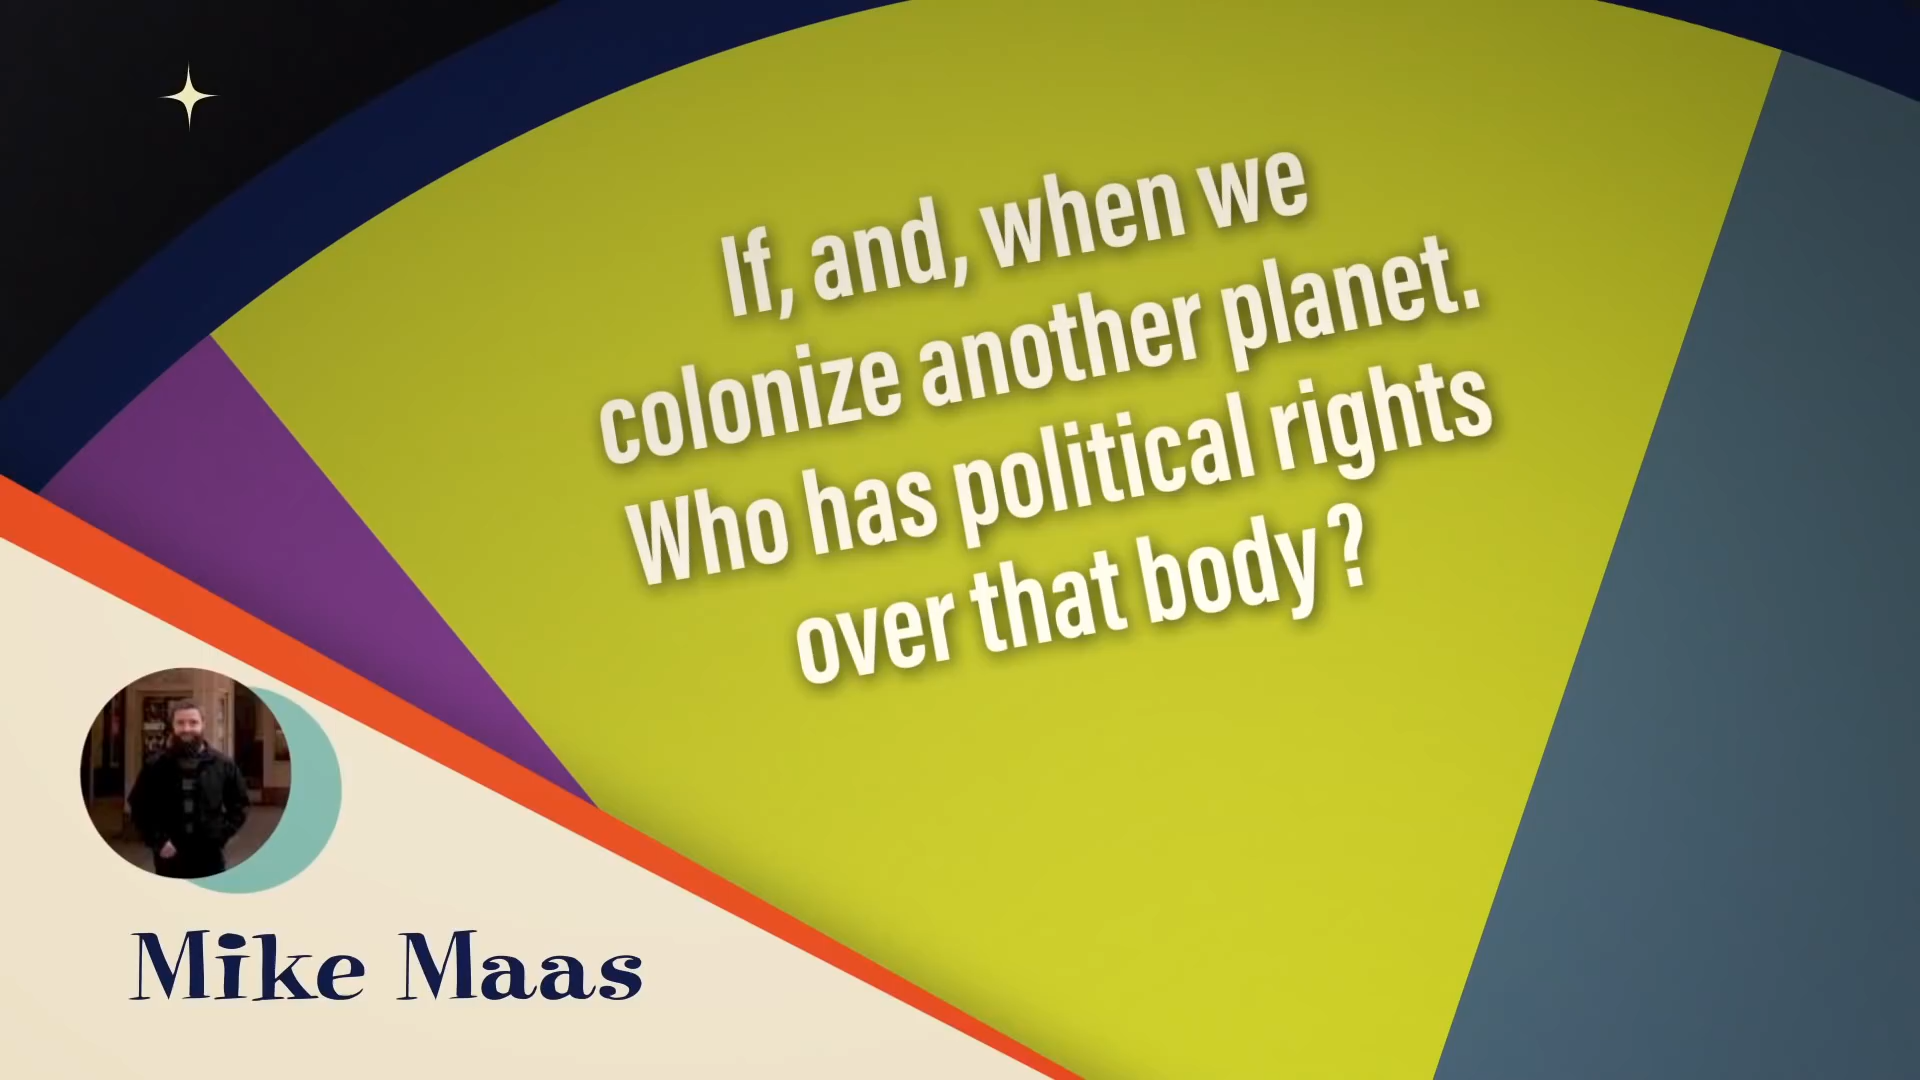 If, and, when we
colonize another planet.
Who has political rights
over that body?
Mike Maas